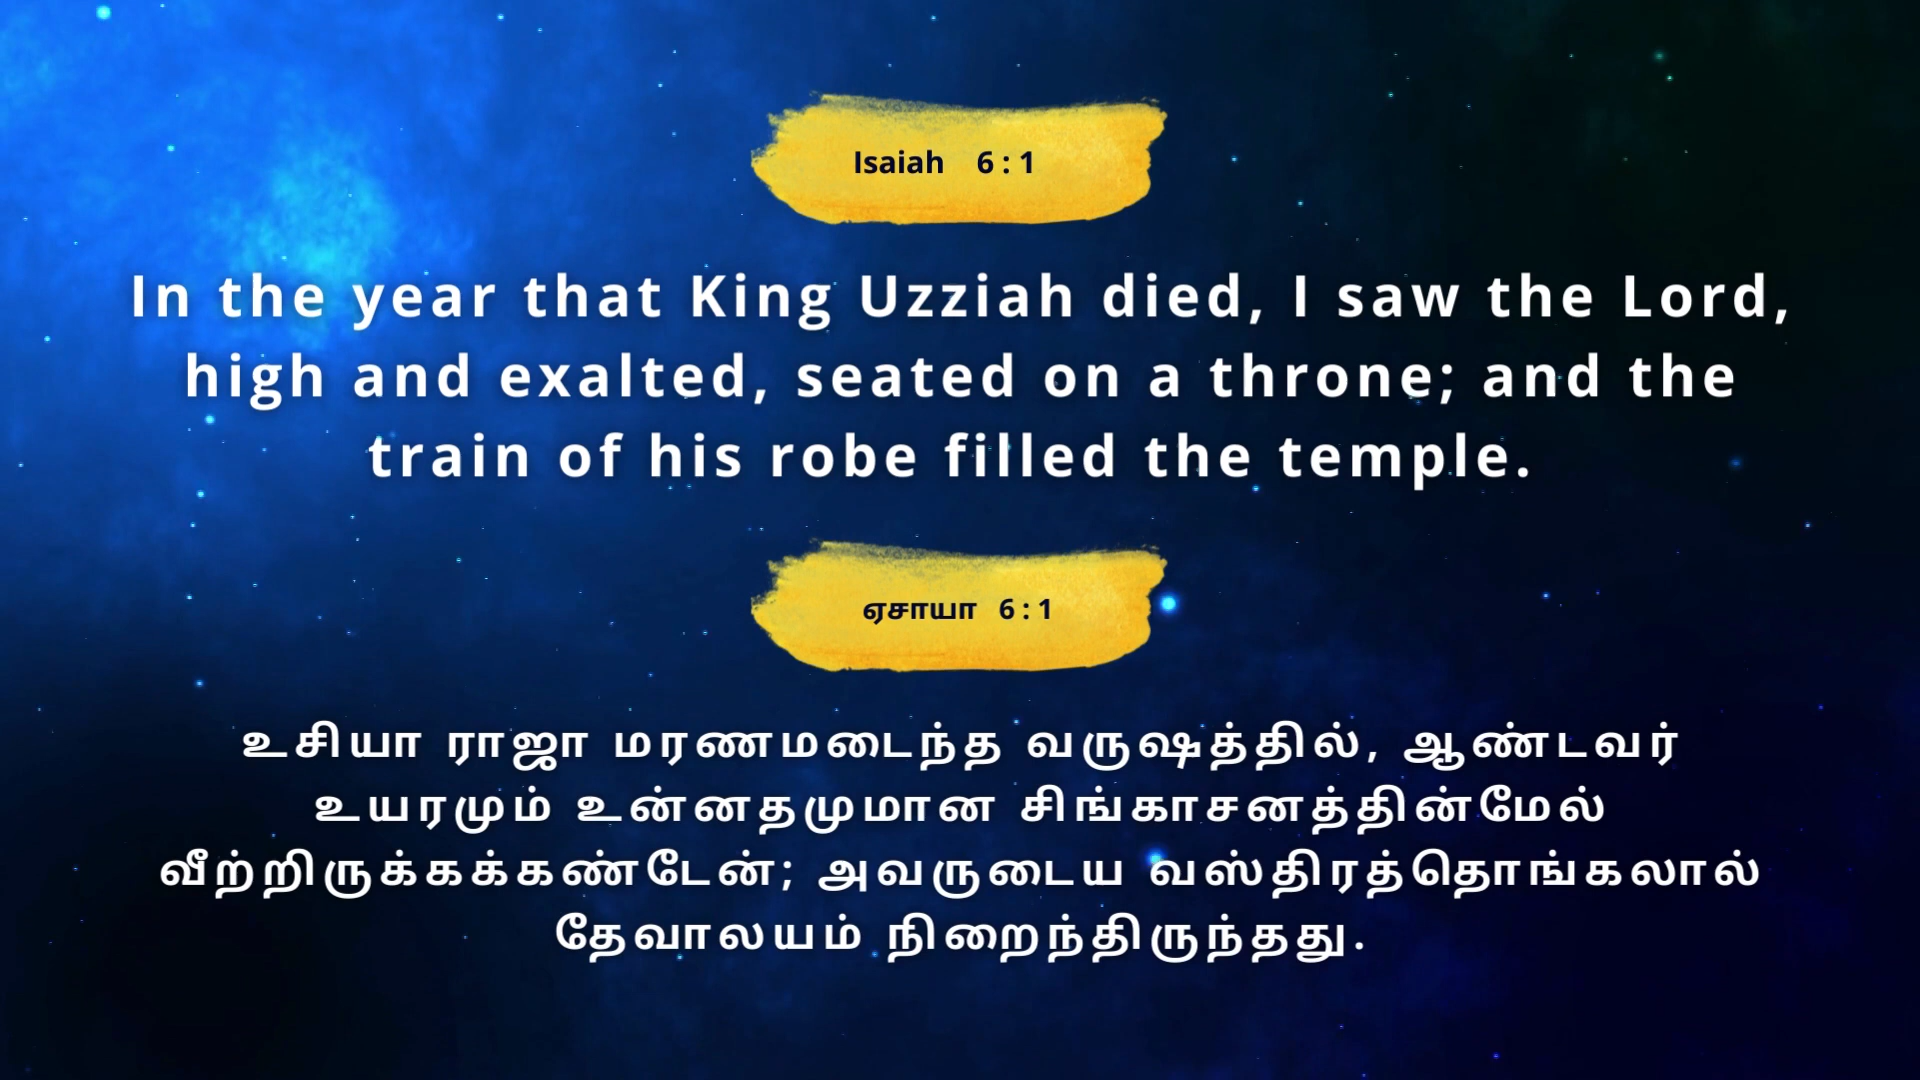 Isaiah 6 : 1
In the year that King Uzziah died, I saw the Lord,
high and exalted, seated on a throne; and the
train of his robe filled the temple.
ஏசாயா 6 : 1
உசியா ராஜா மரணமடைந்த வருஷத்தில், ஆண்டவர்
உயரமும் உன்னதமுமான சிங்காசனத்தின்மேல்
வீற்றிருக்கக்கண்டேன்; அவருடைய வஸ்திரத்தொங்கலால்
தேவாலயம் நிறைந்திருந்தது.